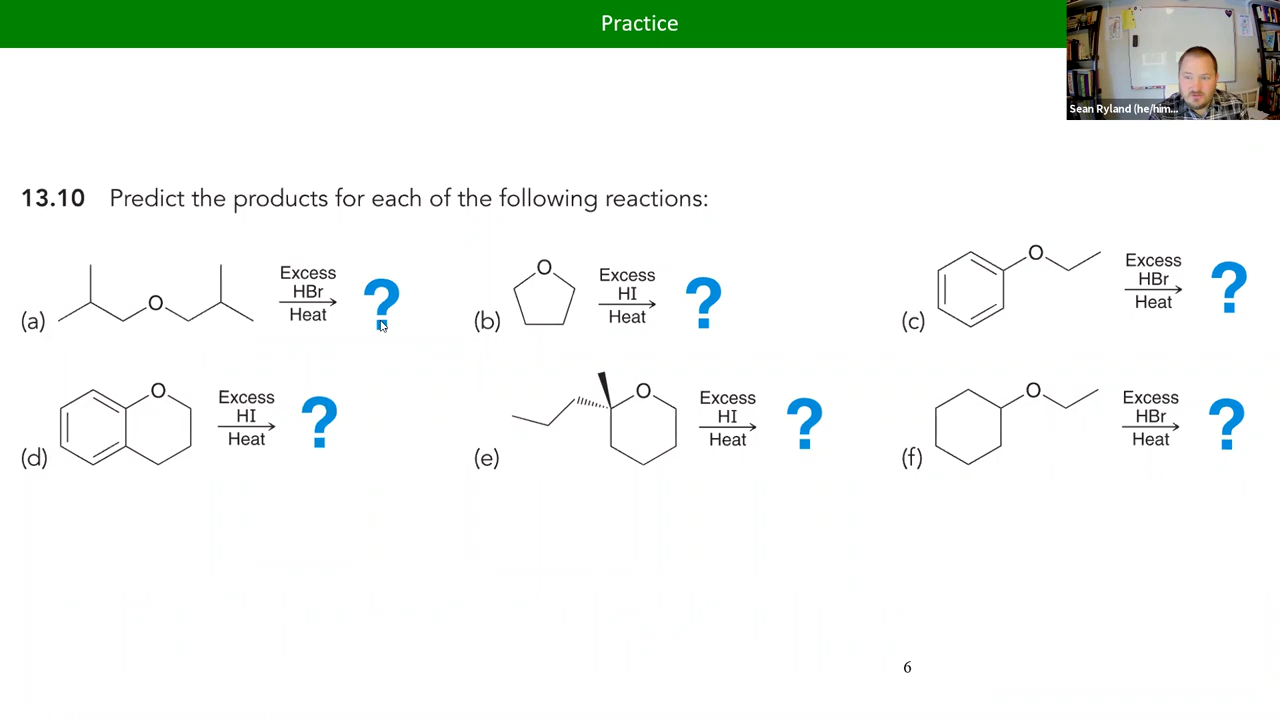 Practice
Sean Ryland (he/him...
13.10 Predict the products for each of the following reactions:
(a) O Excess HBr Heat ?
(b) O Excess HI Heat ?
(c) O Excess HBr Heat ?
(d) O Excess HI Heat ?
(e) O Excess HI Heat ?
(f) O Excess HBr Heat ?
6